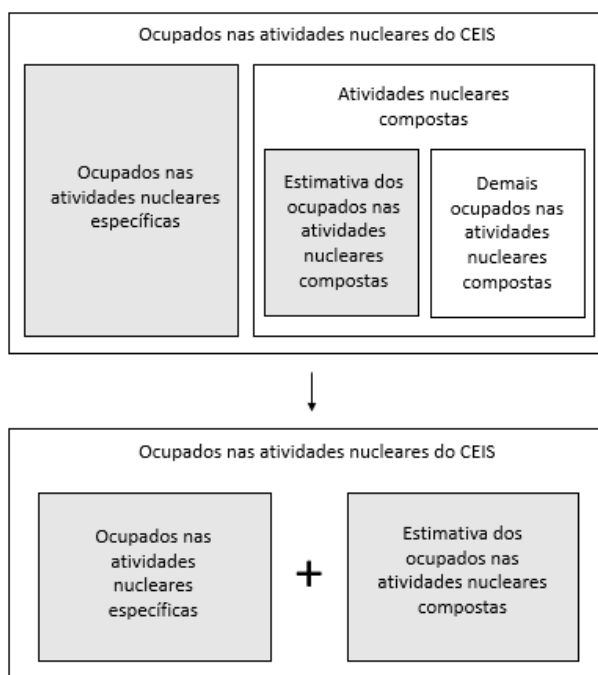 Ocupados nas atividades nucleares do CEIS
Ocupados nas
atividades nucleares
específicas
Atividades nucleares
compostas
Estimativa dos
ocupados nas
atividades
nucleares
compostas
Demais
ocupados nas
atividades
nucleares
compostas
Ocupados nas atividades nucleares do CEIS
Ocupados nas
atividades
nucleares
específicas
+
Estimativa dos
ocupados nas
atividades nucleares
compostas